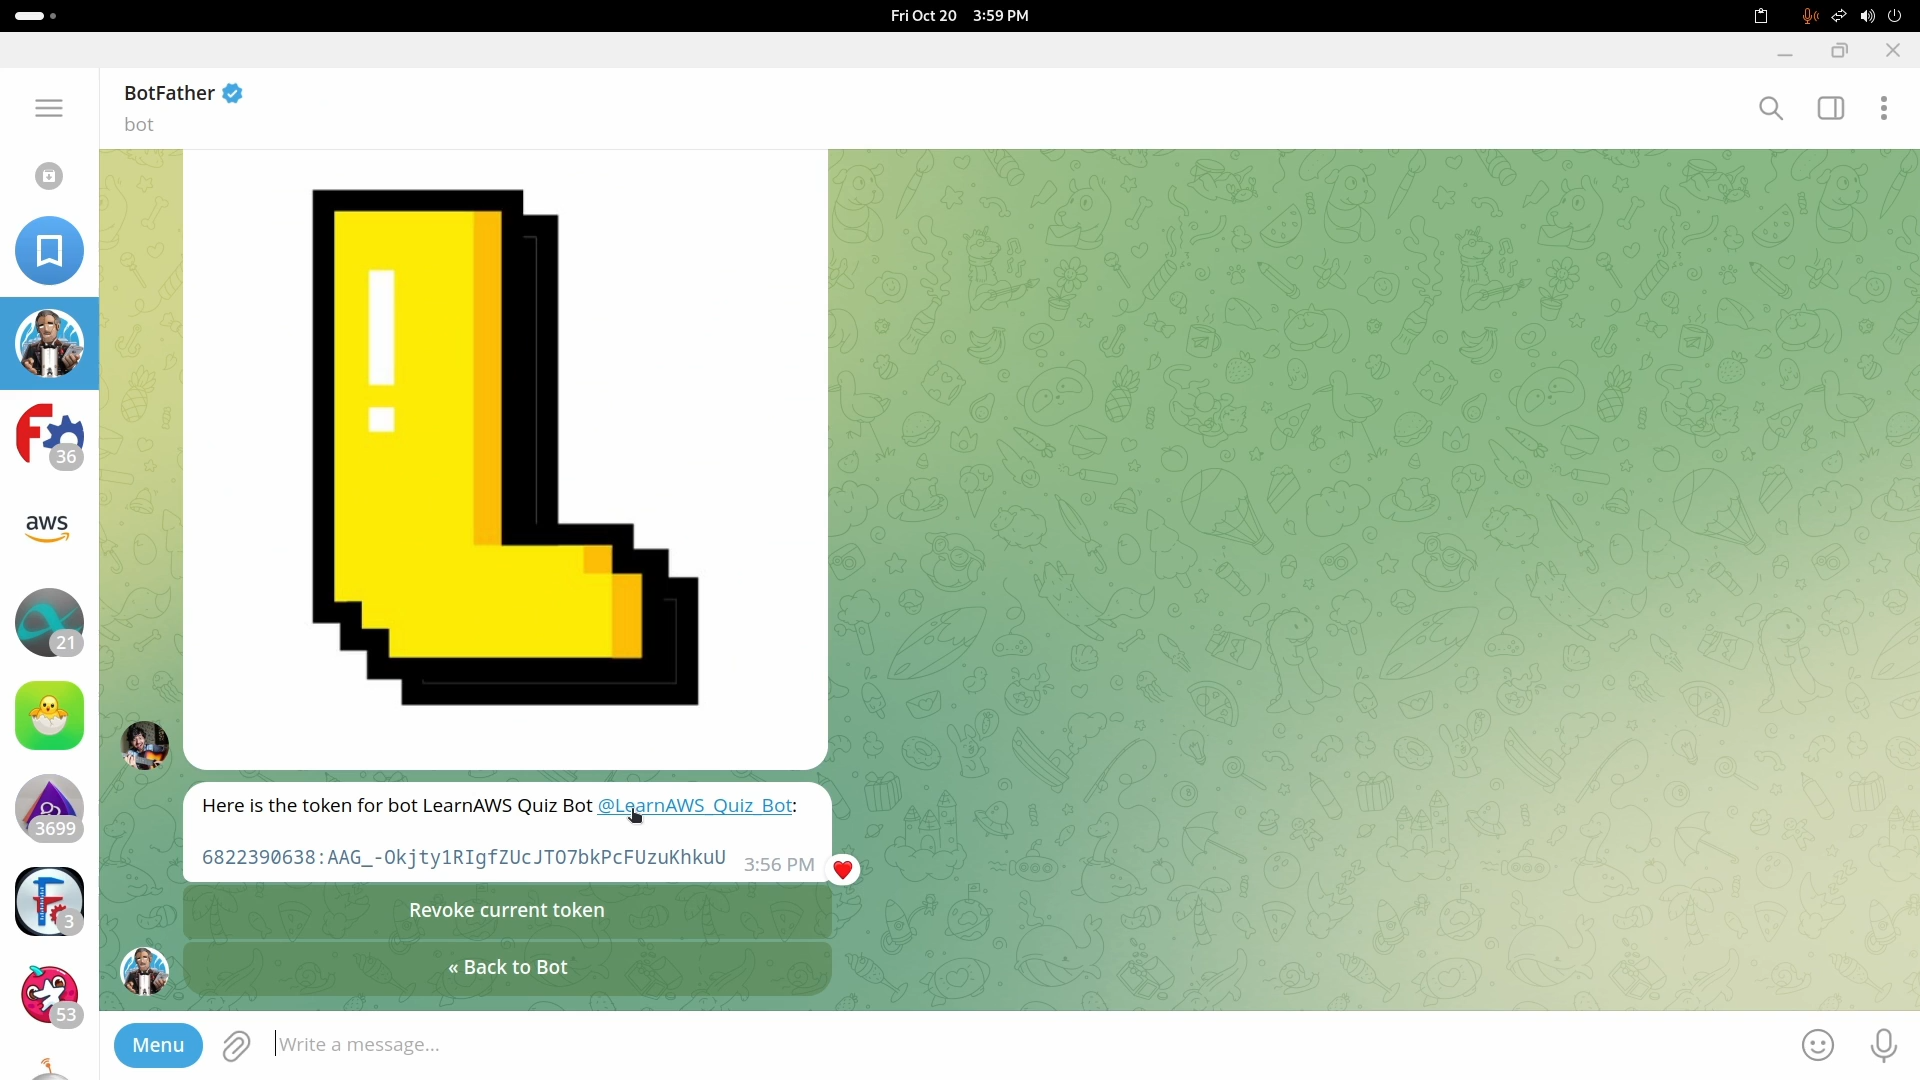 Fri Oct 20 3:59 PM
BotFather
bot
36
aws
21
3699
3
53
Here is the token for bot LearnAWS Quiz Bot @LearnAWS_Quiz_Bot:
6822390638:AAG_-Okjty1RIgfZUcJTO7bkPcFUzuKhkuU
3:56 PM
Revoke current token
« Back to Bot
Menu
Write a message...